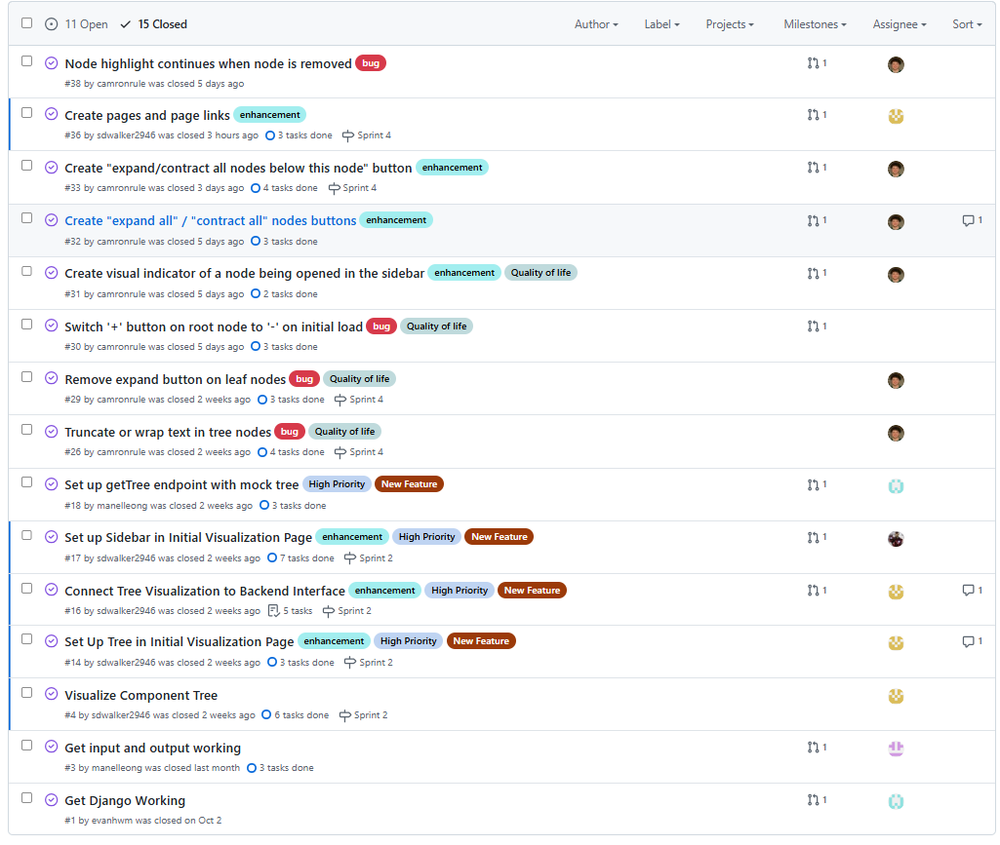 11 Open 15 Closed Author Label Projects Milestones Assignee Sort
Node highlight continues when node is removed bug 1
#38 by camronrule was closed 5 days ago
Create pages and page links enhancement 1
#36 by sdwalker2946 was closed 3 hours ago 3 tasks done Sprint 4
Create "expand/contract all nodes below this node" button enhancement 1
#33 by camronrule was closed 3 days ago 4 tasks done Sprint 4
Create "expand all" / "contract all" nodes buttons enhancement 1 1
#32 by camronrule was closed 5 days ago 3 tasks done
Create visual indicator of a node being opened in the sidebar enhancement Quality of life 1
#31 by camronrule was closed 5 days ago 2 tasks done
Switch '+' button on root node to '-' on initial load bug Quality of life 1
#30 by camronrule was closed 5 days ago 3 tasks done
Remove expand button on leaf nodes bug Quality of life
#29 by camronrule was closed 2 weeks ago 3 tasks done Sprint 4
Truncate or wrap text in tree nodes bug Quality of life
#26 by camronrule was closed 2 weeks ago 4 tasks done Sprint 4
Set up getTree endpoint with mock tree High Priority New Feature 1
#18 by manelleong was closed 2 weeks ago 3 tasks done
Set up Sidebar in Initial Visualization Page enhancement High Priority New Feature 1
#17 by sdwalker2946 was closed 2 weeks ago 7 tasks done Sprint 2
Connect Tree Visualization to Backend Interface enhancement High Priority New Feature 1 1
#16 by sdwalker2946 was closed 2 weeks ago 5 tasks Sprint 2
Set Up Tree in Initial Visualization Page enhancement High Priority New Feature 1
#14 by sdwalker2946 was closed 2 weeks ago 3 tasks done Sprint 2
Visualize Component Tree
#4 by sdwalker2946 was closed 2 weeks ago 6 tasks done Sprint 2
Get input and output working 1
#3 by manelleong was closed last month 3 tasks done
Get Django Working 1
#1 by evanhwm was closed on Oct 2